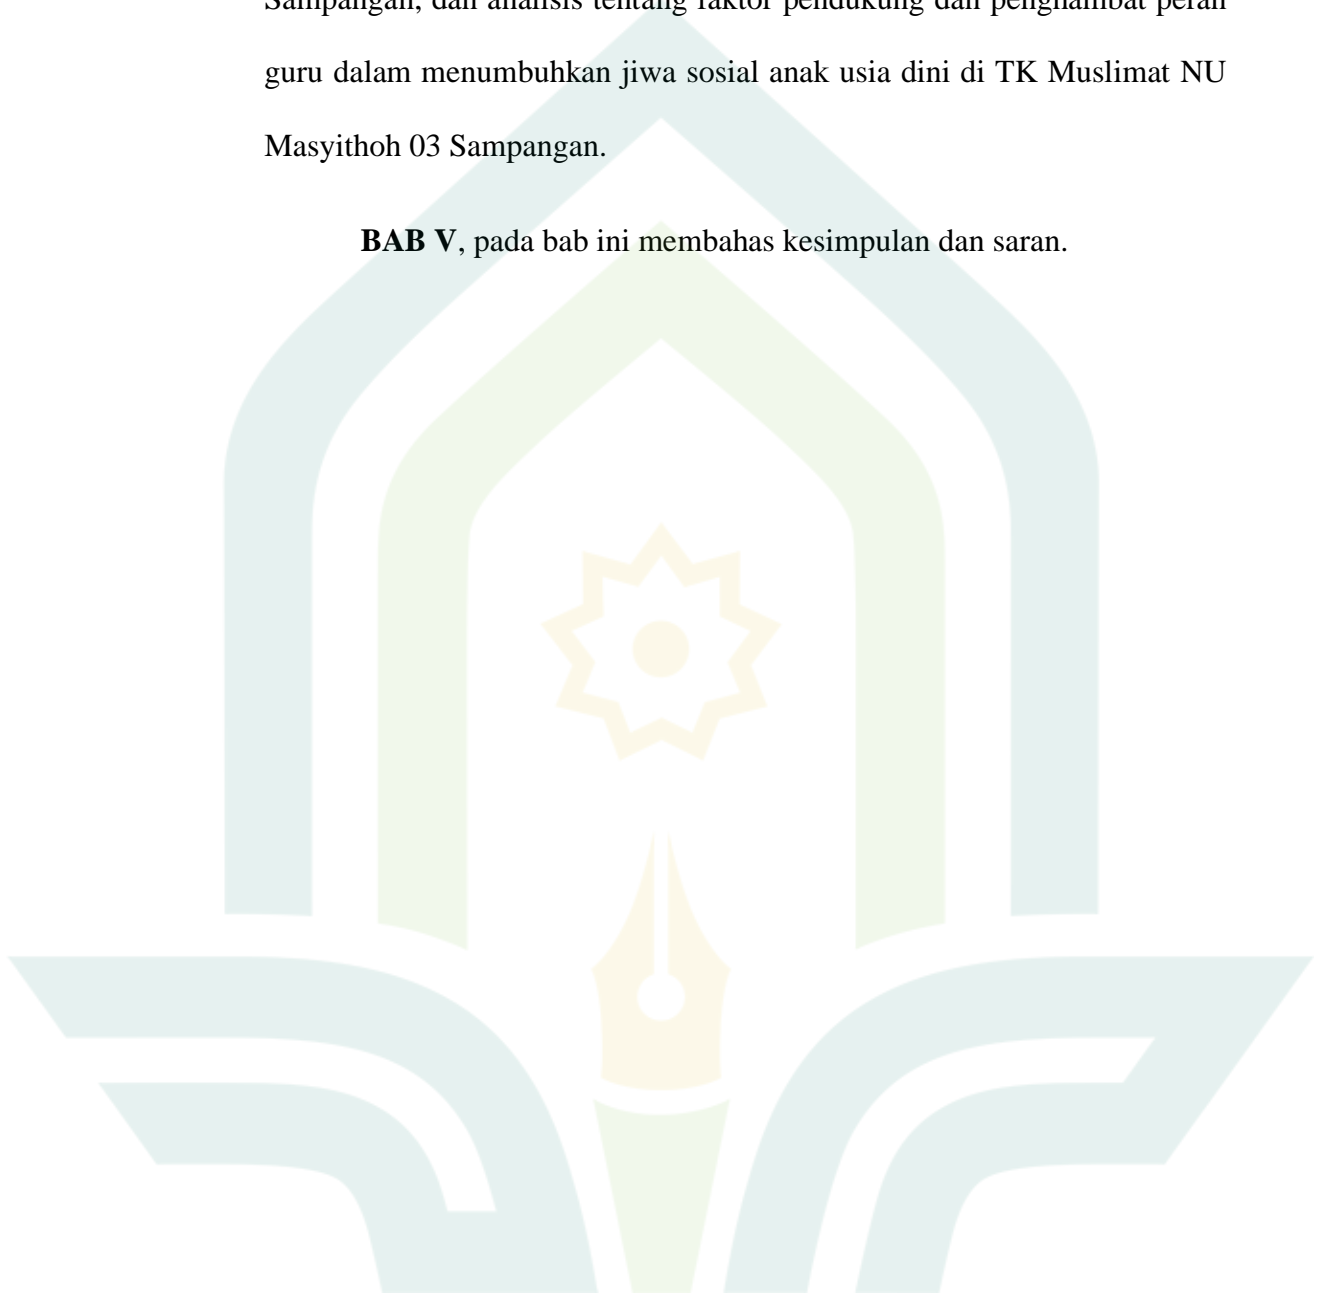 Sampangan, dan analisis tentang faktor pendukung dan penghambat peran
guru dalam menumbuhkan jiwa sosial anak usia dini di TK Muslimat NU
Masyithoh 03 Sampangan.
BAB V, pada bab ini membahas kesimpulan dan saran.